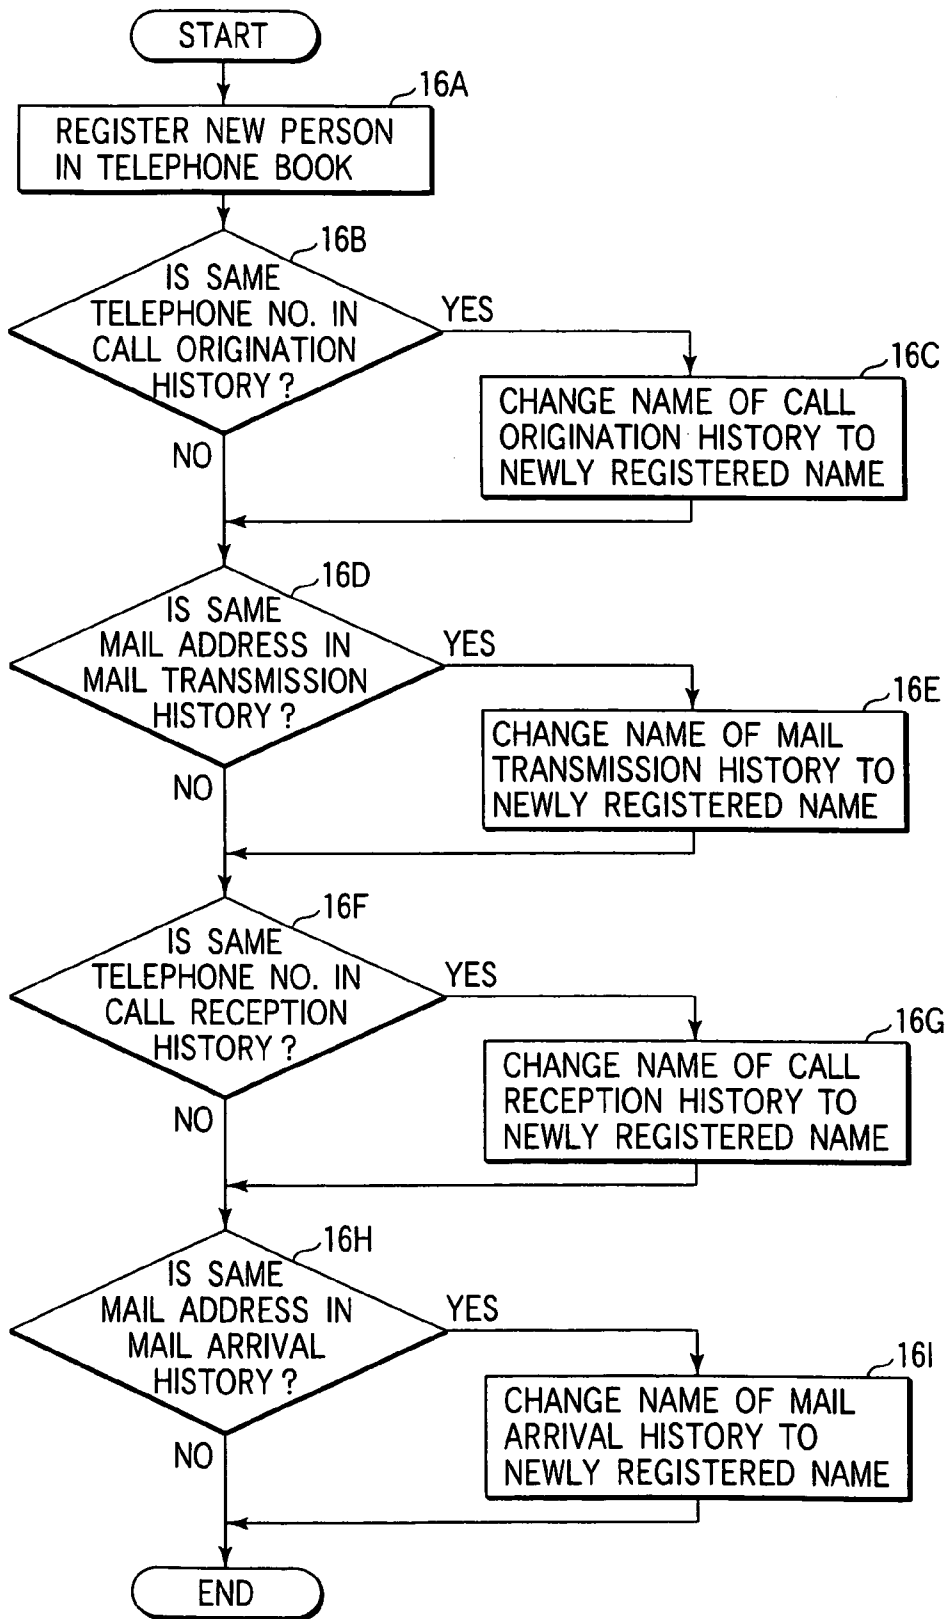 START
16A
REGISTER NEW PERSON
IN TELEPHONE BOOK
16B
IS SAME
TELEPHONE NO. IN
CALL ORIGINATION
HISTORY?
YES
NO
16C
CHANGE NAME OF CALL
ORIGINATION HISTORY TO
NEWLY REGISTERED NAME
16D
IS SAME
MAIL ADDRESS IN
MAIL TRANSMISSION
HISTORY?
YES
NO
16E
CHANGE NAME OF MAIL
TRANSMISSION HISTORY TO
NEWLY REGISTERED NAME
16F
IS SAME
TELEPHONE NO. IN
CALL RECEPTION
HISTORY?
YES
NO
16G
CHANGE NAME OF CALL
RECEPTION HISTORY TO
NEWLY REGISTERED NAME
16H
IS SAME
MAIL ADDRESS IN
MAIL ARRIVAL
HISTORY?
YES
NO
16I
CHANGE NAME OF MAIL
ARRIVAL HISTORY TO
NEWLY REGISTERED NAME
END